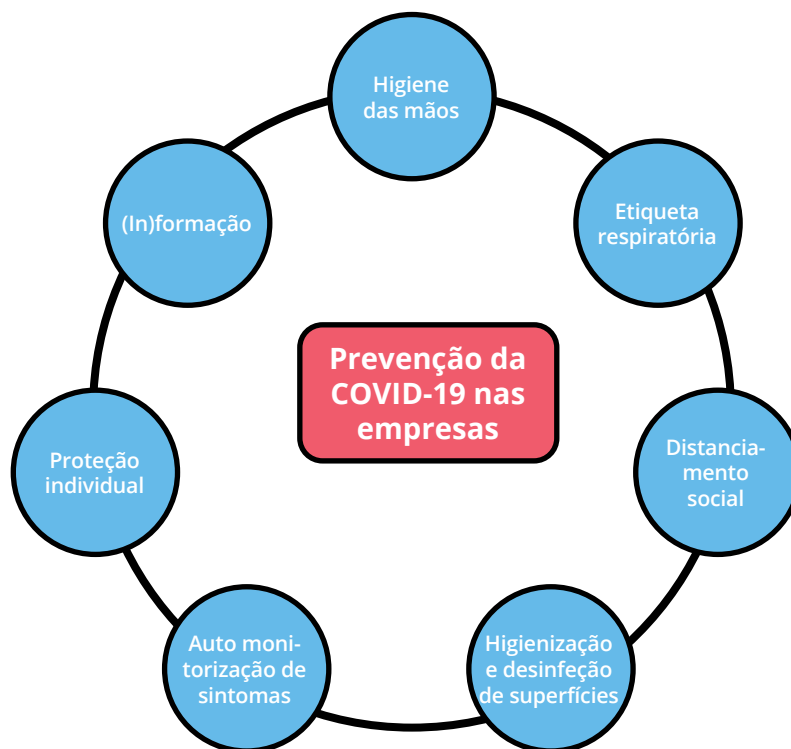 Higiene
das mãos
Etiqueta
respiratória
Distancia-
mento
social
Higienização
e desinfeção
de superfícies
Auto moni-
torização de
sintomas
Proteção
individual
(In)formação
Prevenção da
COVID-19 nas
empresas